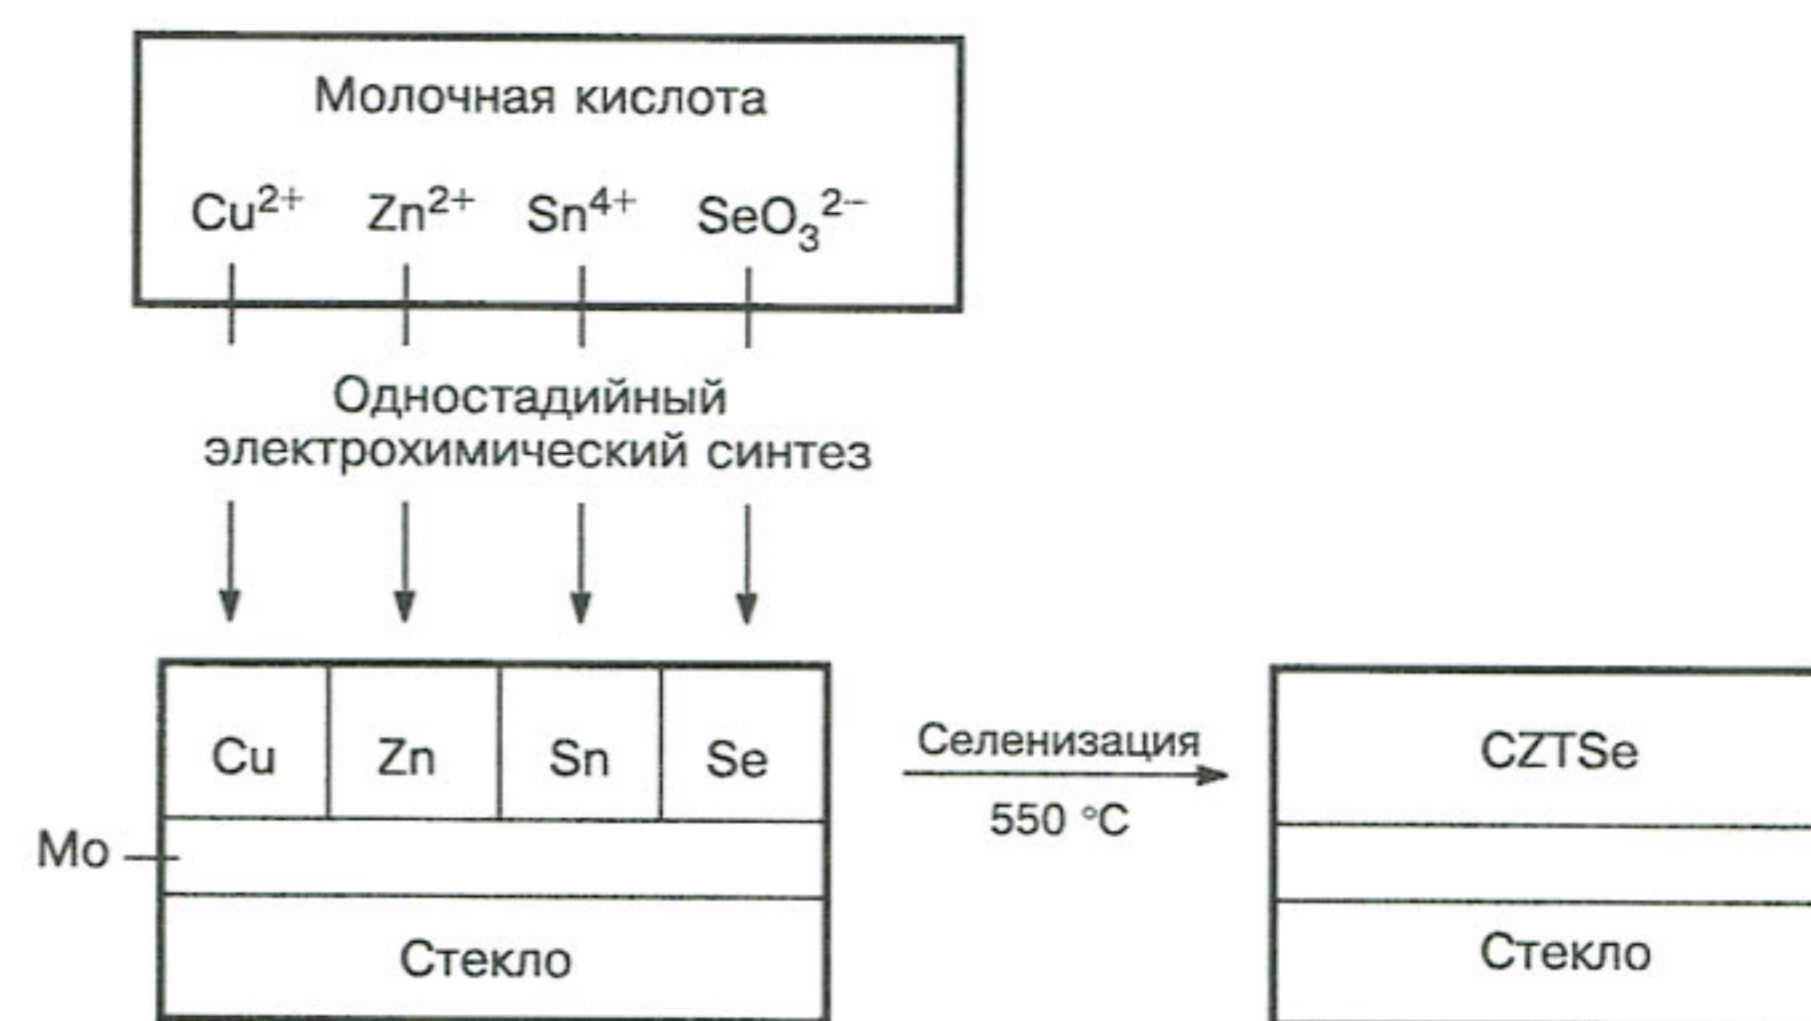 Молочная кислота
Cu²⁺ Zn²⁺ Sn⁴⁺ SeO₃²⁻
Одностадийный
электрохимический синтез
Cu Zn Sn Se
Селенизация
550 °C
CZTSe
Mo
Стекло
Стекло